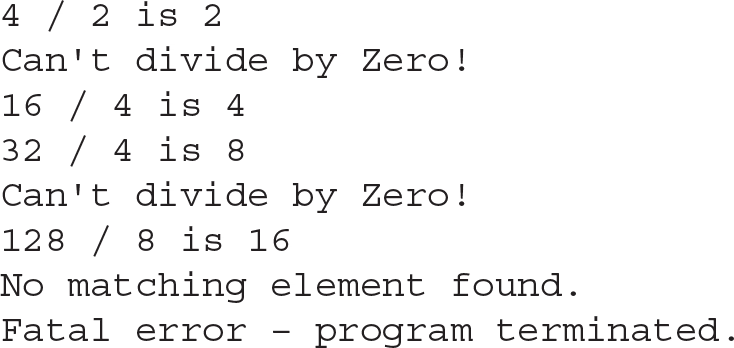 4 / 2 is 2
Can't divide by Zero!
16 / 4 is 4
32 / 4 is 8
Can't divide by Zero!
128 / 8 is 16
No matching element found.
Fatal error – program terminated.